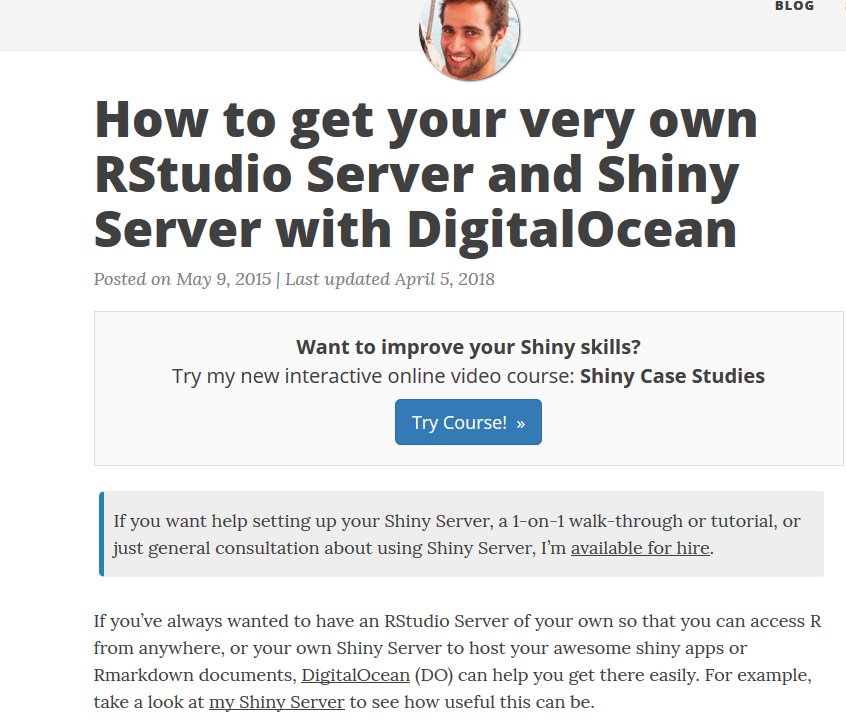 BLOG
How to get your very own
RStudio Server and Shiny
Server with DigitalOcean
Posted on May 9, 2015 | Last updated April 5, 2018
Want to improve your Shiny skills?
Try my new interactive online video course: Shiny Case Studies
Try Course! »
If you want help setting up your Shiny Server, a 1-on-1 walk-through or tutorial, or
just general consultation about using Shiny Server, I’m available for hire.
If you’ve always wanted to have an RStudio Server of your own so that you can access R
from anywhere, or your own Shiny Server to host your awesome shiny apps or
Rmarkdown documents, DigitalOcean (DO) can help you get there easily. For example,
take a look at my Shiny Server to see how useful this can be.